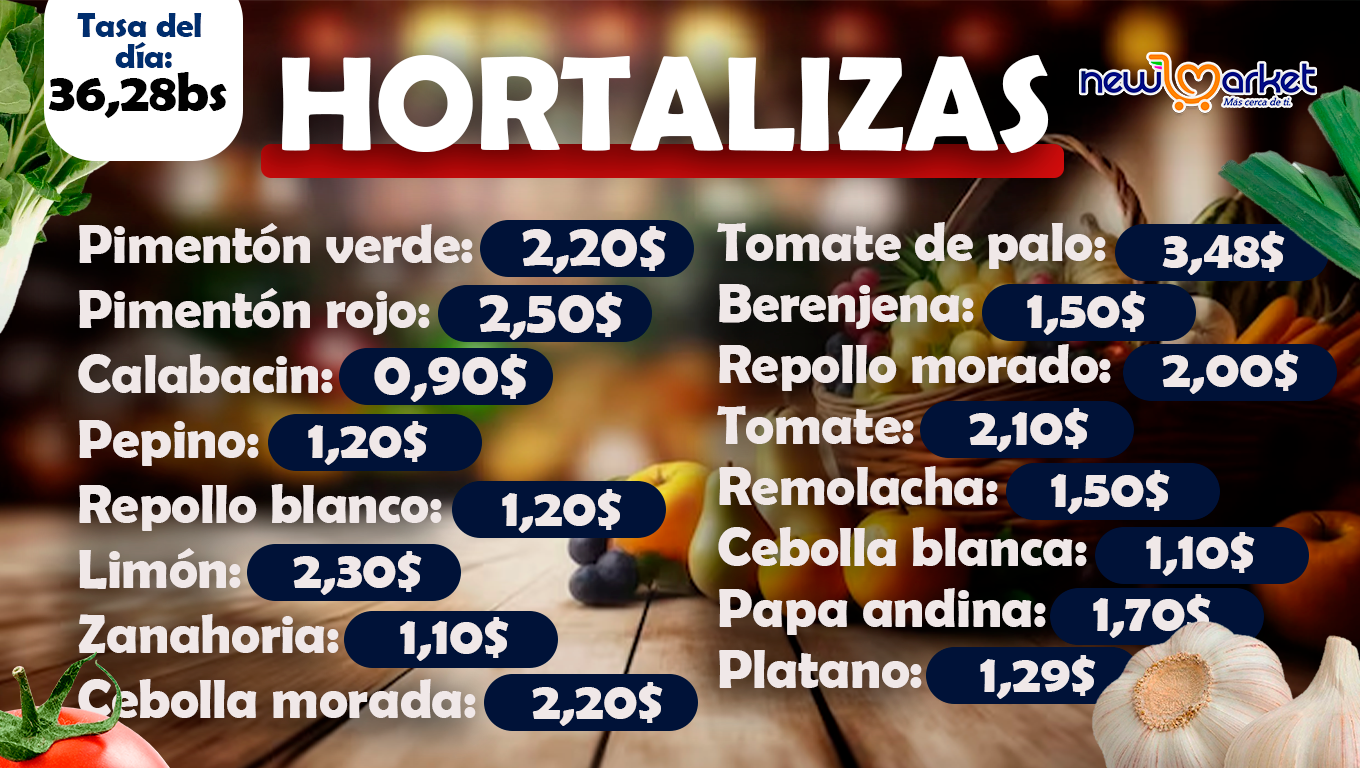 Tasa del
día:
36,28bs
HORTALIZAS
new market
Más cerca de ti.
Pimentón verde: 2,20$
Pimentón rojo: 2,50$
Calabacin: 0,90$
Pepino: 1,20$
Repollo blanco: 1,20$
Limón: 2,30$
Zanahoria: 1,10$
Cebolla morada: 2,20$
Tomate de palo: 3,48$
Berenjena: 1,50$
Repollo morado: 2,00$
Tomate: 2,10$
Remolacha: 1,50$
Cebolla blanca: 1,10$
Papa andina: 1,70$
Platano: 1,29$